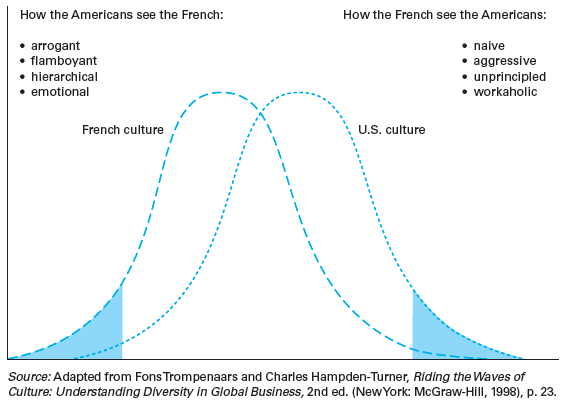 How the Americans see the French:
• arrogant
• flamboyant
• hierarchical
• emotional
How the French see the Americans:
• naive
• aggressive
• unprincipled
• workaholic
French culture
U.S. culture
Source: Adapted from Fons Trompenaars and Charles Hampden-Turner, Riding the Waves of
Culture: Understanding Diversity in Global Business, 2nd ed. (New York: McGraw-Hill, 1998), p. 23.